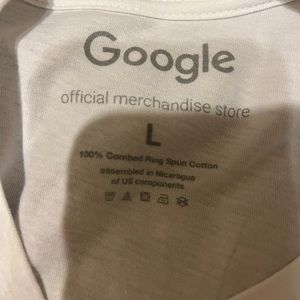 Google
official merchandise store
L
100% Combed Ring Spun Cotton
assembled in Nicaragua
of US components